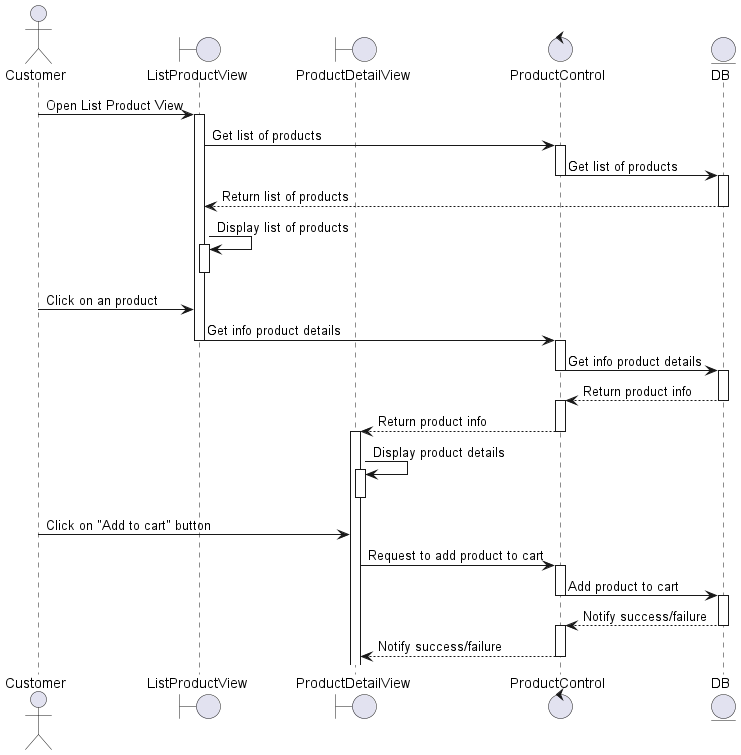 Customer
ListProductView
ProductDetailView
ProductControl
DB
Open List Product View
Get list of products
Get list of products
Return list of products
Display list of products
Click on an product
Get info product details
Get info product details
Return product info
Return product info
Display product details
Click on "Add to cart" button
Request to add product to cart
Add product to cart
Notify success/failure
Notify success/failure
Customer
ListProductView
ProductDetailView
ProductControl
DB